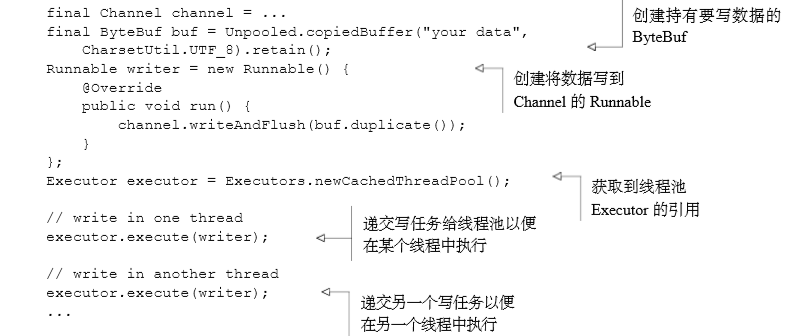 final Channel channel = ...
final ByteBuf buf = Unpooled.copiedBuffer("your data",
CharsetUtil.UTF_8).retain();
创建持有要写数据的
ByteBuf
Runnable writer = new Runnable() {
创建将数据写到
Channel 的 Runnable
@Override
public void run() {
channel.writeAndFlush(buf.duplicate());
}
};
Executor executor = Executors.newCachedThreadPool();
获取到线程池
Executor 的引用
// write in one thread
executor.execute(writer);
递交写任务给线程池以便
在某个线程中执行
// write in another thread
executor.execute(writer);
...
递交另一个写任务以便
在另一个线程中执行